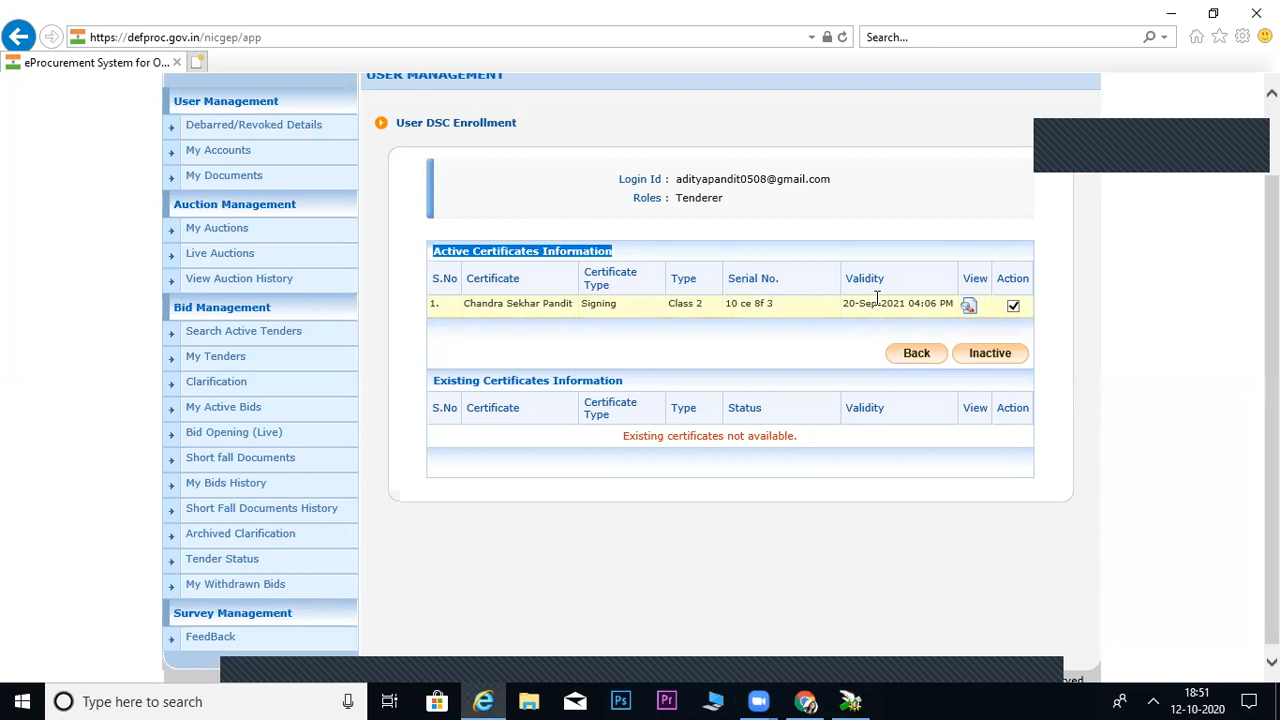 https://defproc.gov.in/nicgep/app
Search...
eProcurement System for O...
USER MANAGEMENT
User Management
Debarred/Revoked Details
My Accounts
My Documents
Auction Management
My Auctions
Live Auctions
View Auction History
Bid Management
Search Active Tenders
My Tenders
Clarification
My Active Bids
Bid Opening (Live)
Short fall Documents
My Bids History
Short Fall Documents History
Archived Clarification
Tender Status
My Withdrawn Bids
Survey Management
FeedBack
User DSC Enrollment
Login Id : adityapandit0508@gmail.com
Roles : Tenderer
Active Certificates Information
S.No Certificate Certificate Type Type Serial No. Validity View Action
1. Chandra Sekhar Pandit Signing Class 2 10 ce 8f 3 20-Sep-2021 04:06 PM
Back Inactive
Existing Certificates Information
S.No Certificate Certificate Type Type Status Validity View Action
Existing certificates not available.
Type here to search
Ps
Pr
18:51
12-10-2020